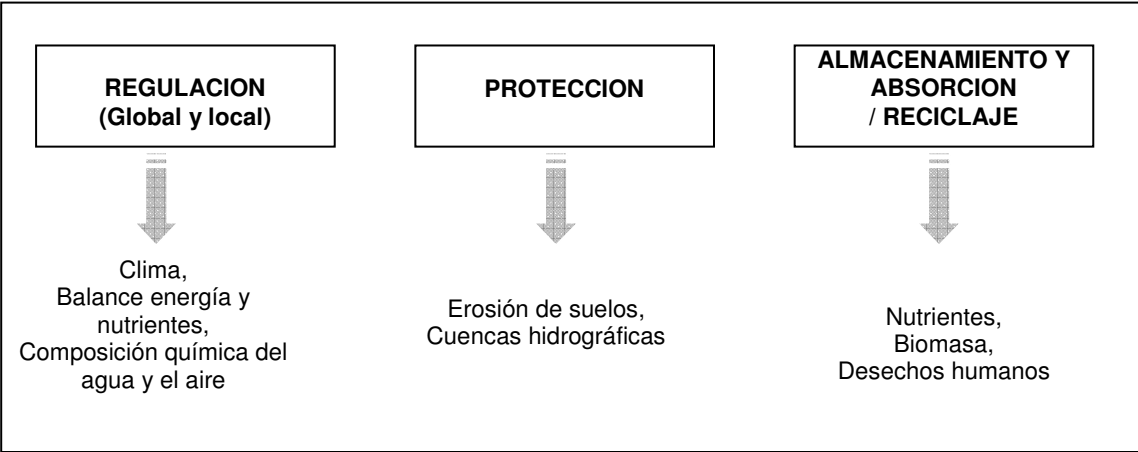 REGULACION
(Global y local)
Clima,
Balance energía y
nutrientes,
Composición química del
agua y el aire
PROTECCION
Erosión de suelos,
Cuencas hidrográficas
ALMACENAMIENTO Y
ABSORCION
/ RECICLAJE
Nutrientes,
Biomasa,
Desechos humanos